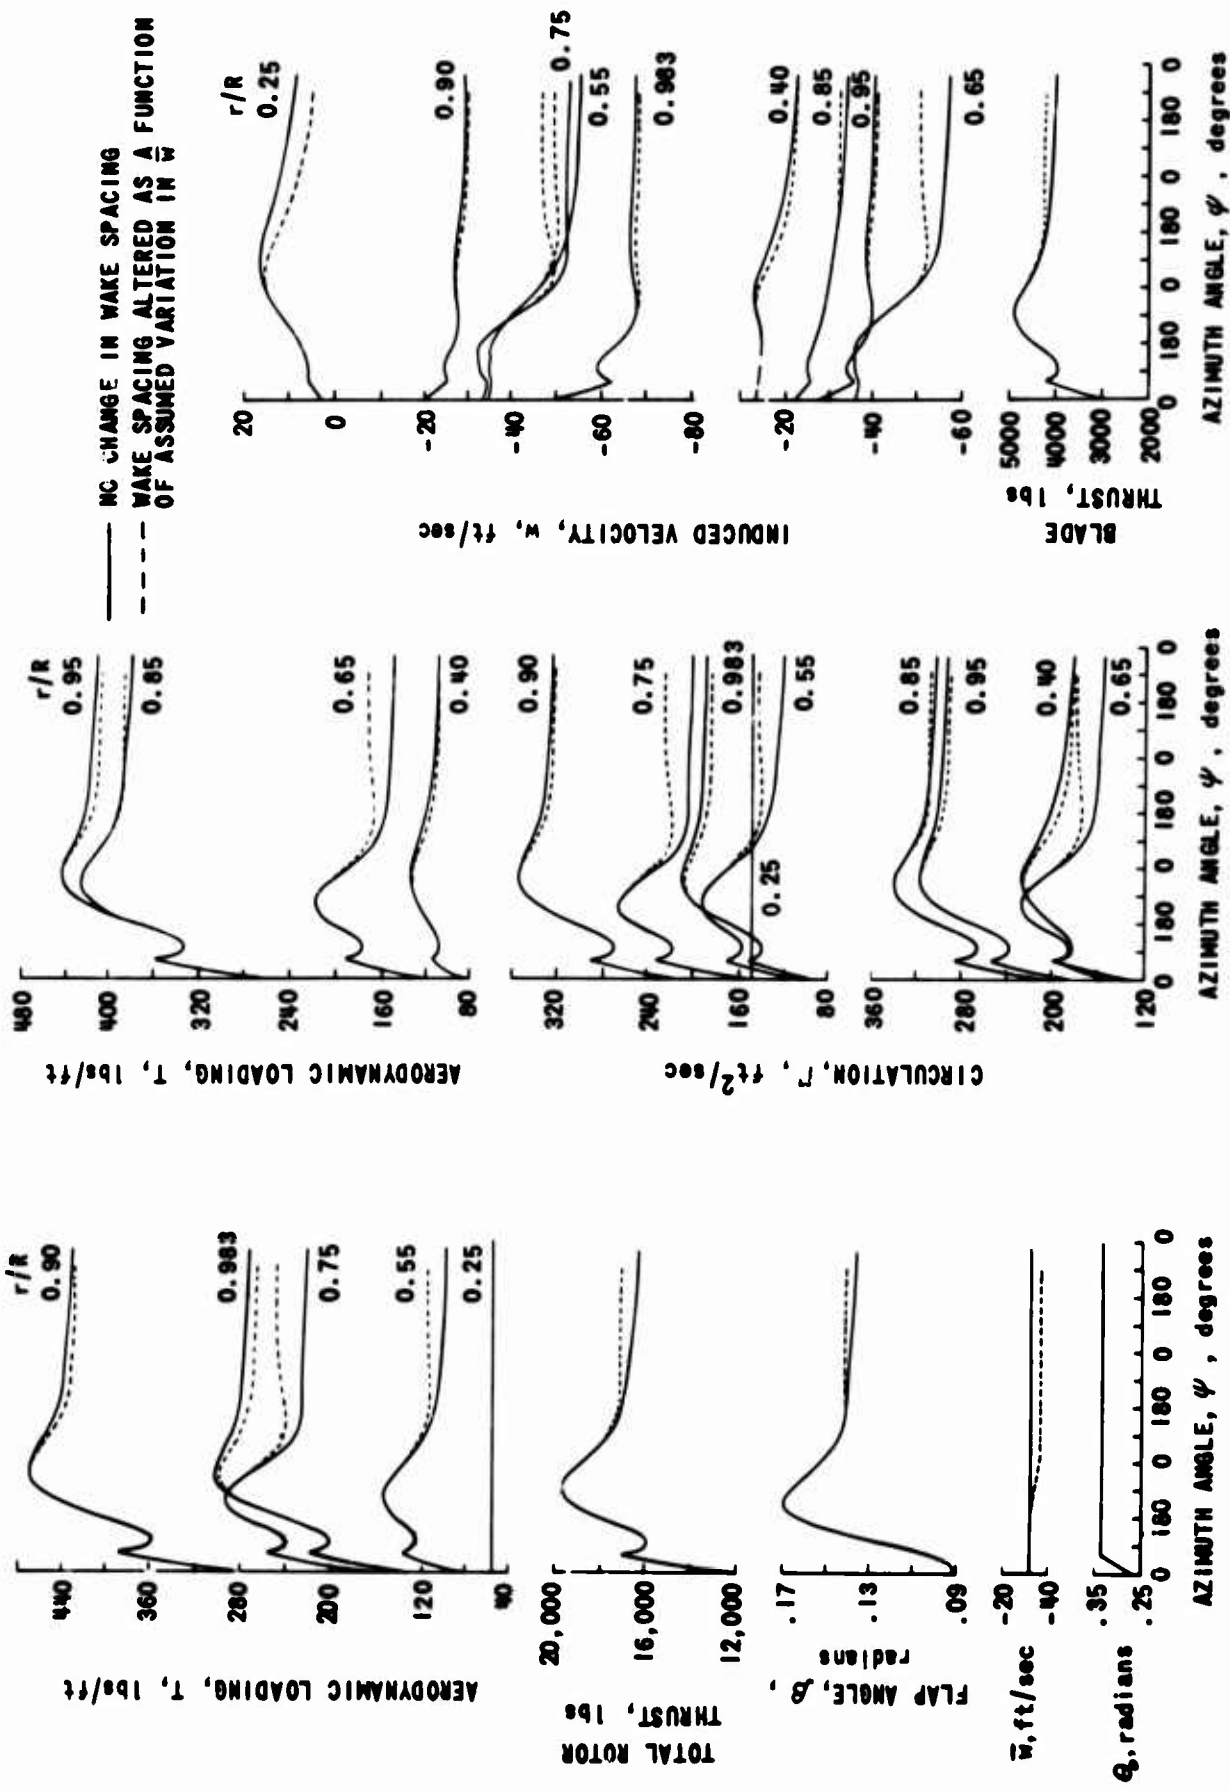 —— NO CHANGE IN WAKE SPACING
---- WAKE SPACING ALTERED AS A FUNCTION
OF ASSUMED VARIATION IN w̅
r/R
0.90
0.983
0.75
0.55
0.25
440
360
280
200
120
40
AERODYNAMIC LOADING, T, lbs/ft
20,000
16,000
12,000
TOTAL ROTOR
THRUST, lbs
.17
.13
.09
FLAP ANGLE, β,
radians
-20
-40
w̅, ft/sec
.35
.25
θ₀, radians
0 180 0 180 0 180 0
AZIMUTH ANGLE, ψ, degrees
r/R
0.95
0.85
0.65
0.40
480
400
320
240
160
80
AERODYNAMIC LOADING, T, lbs/ft
0.90
0.75
0.983
0.55
0.25
320
240
160
80
CIRCULATION, Γ, ft²/sec
0.85
0.95
0.40
0.65
360
280
200
120
0 180 0 180 0 180 0
AZIMUTH ANGLE, ψ, degrees
r/R
0.25
0.90
0.75
0.55
0.983
20
0
-20
-40
-60
-80
INDUCED VELOCITY, w, ft/sec
0.40
0.85
0.95
0.65
-20
-40
-60
5000
4000
3000
2000
BLADE
THRUST, lbs
0 180 0 180 0 180 0
AZIMUTH ANGLE, ψ, degrees